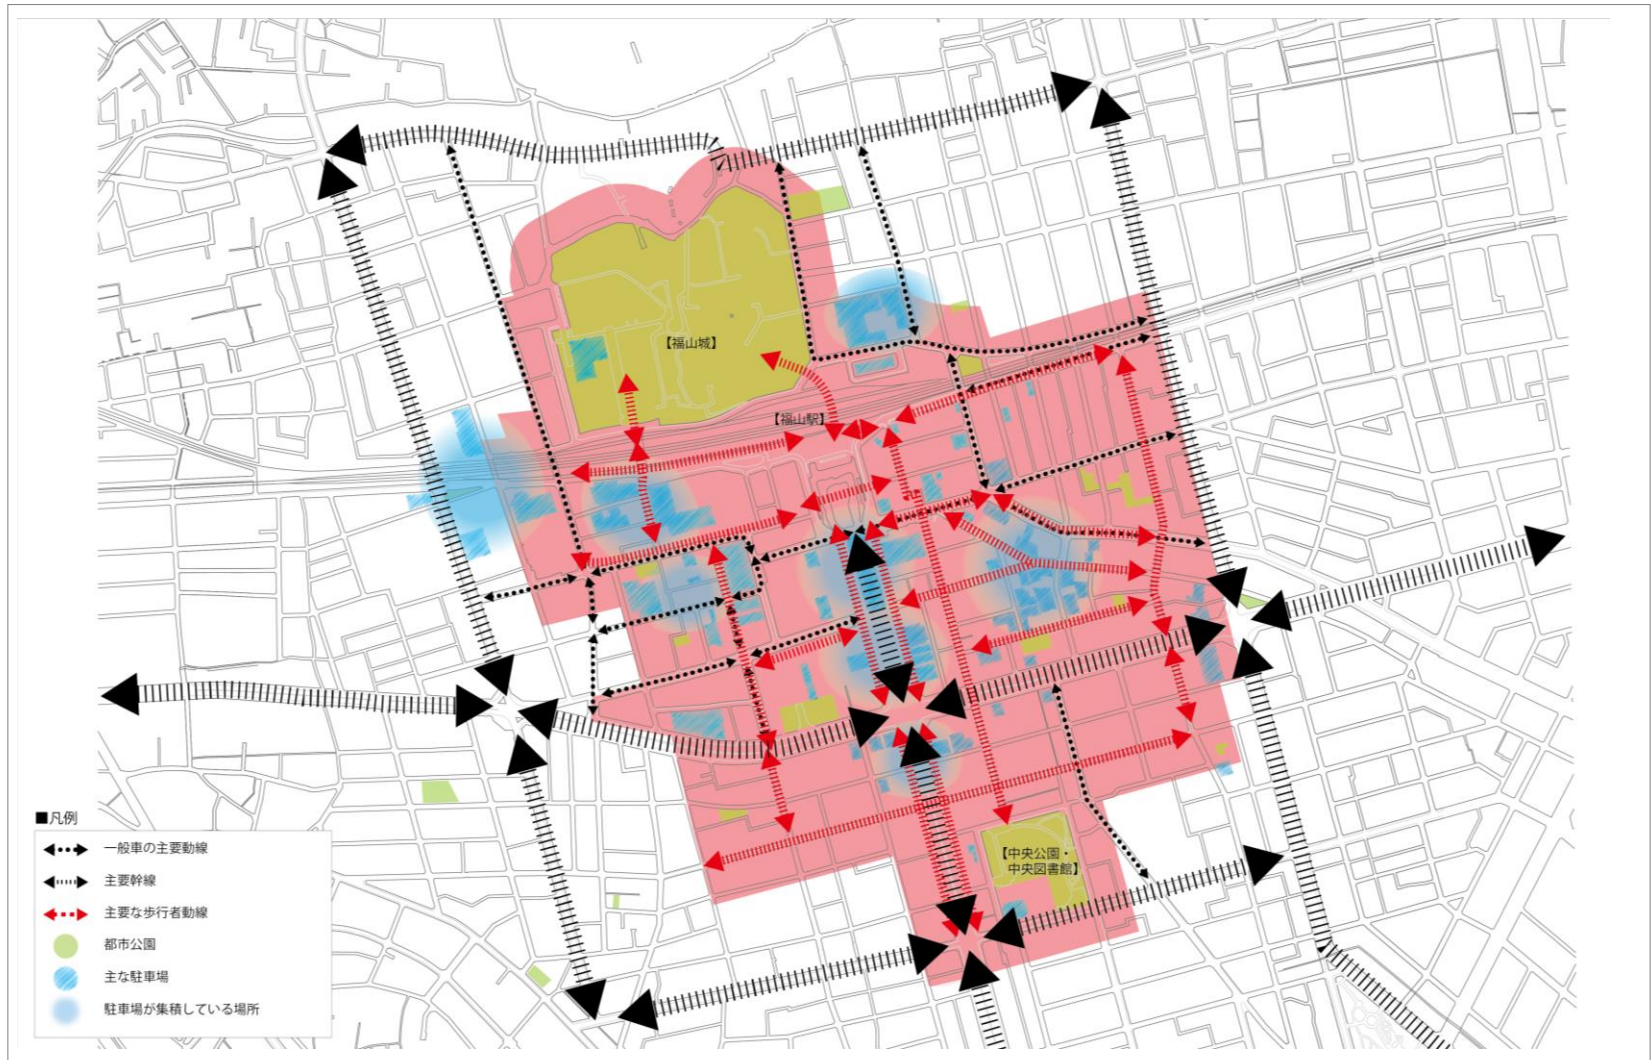 【福山城】
【福山駅】
【中央公園・
中央図書館】
■凡例
一般車の主要動線
主要幹線
主要な歩行者動線
都市公園
主な駐車場
駐車場が集積している場所